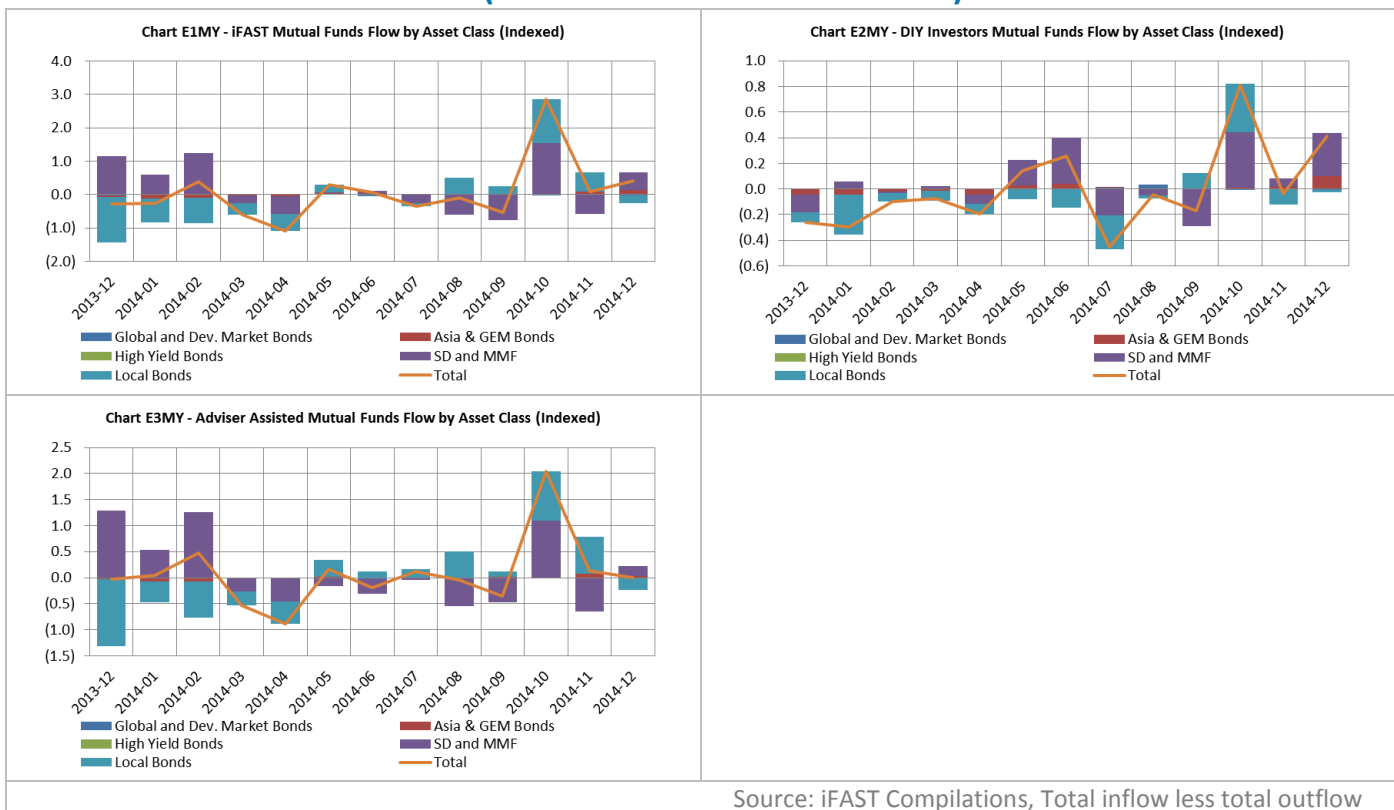 Chart E1MY - iFAST Mutual Funds Flow by Asset Class (Indexed)
4.0
3.0
2.0
1.0
0.0
(1.0)
(2.0)
2013-12
2014-01
2014-02
2014-03
2014-04
2014-05
2014-06
2014-07
2014-08
2014-09
2014-10
2014-11
2014-12
Global and Dev. Market Bonds
Asia & GEM Bonds
High Yield Bonds
SD and MMF
Local Bonds
Total
Chart E2MY - DIY Investors Mutual Funds Flow by Asset Class (Indexed)
1.0
0.8
0.6
0.4
0.2
0.0
(0.2)
(0.4)
(0.6)
2013-12
2014-01
2014-02
2014-03
2014-04
2014-05
2014-06
2014-07
2014-08
2014-09
2014-10
2014-11
2014-12
Global and Dev. Market Bonds
Asia & GEM Bonds
High Yield Bonds
SD and MMF
Local Bonds
Total
Chart E3MY - Adviser Assisted Mutual Funds Flow by Asset Class (Indexed)
2.5
2.0
1.5
1.0
0.5
0.0
(0.5)
(1.0)
(1.5)
2013-12
2014-01
2014-02
2014-03
2014-04
2014-05
2014-06
2014-07
2014-08
2014-09
2014-10
2014-11
2014-12
Global and Dev. Market Bonds
Asia & GEM Bonds
High Yield Bonds
SD and MMF
Local Bonds
Total
Source: iFAST Compilations, Total inflow less total outflow